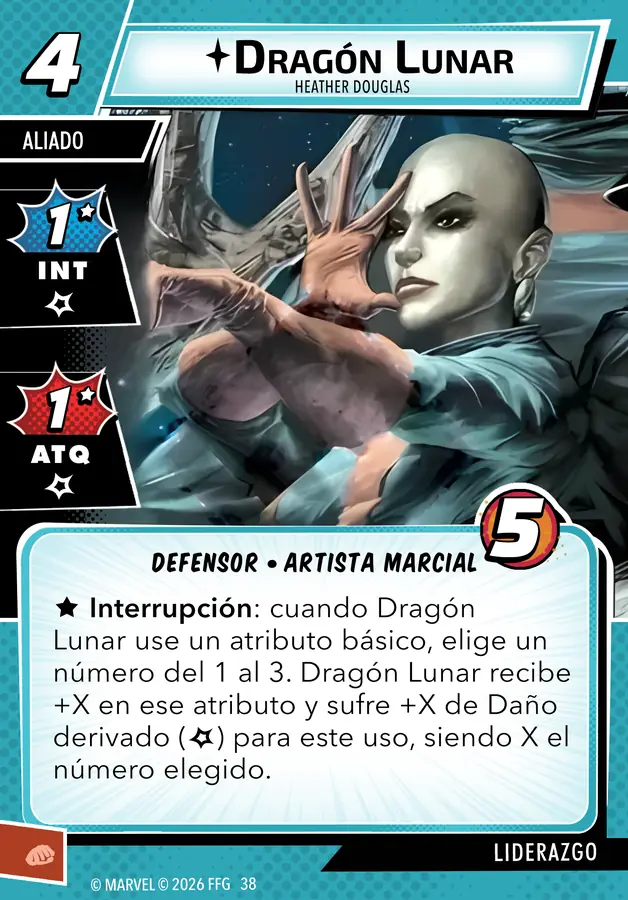 4
DRAGÓN LUNAR
HEATHER DOUGLAS
ALIADO
1
INT
1
ATQ
5
DEFENSOR • ARTISTA MARCIAL
★ Interrupción: cuando Dragón
Lunar use un atributo básico, elige un
número del 1 al 3. Dragón Lunar recibe
+X en ese atributo y sufre +X de Daño
derivado () para este uso, siendo X el
número elegido.
LIDERAZGO
© MARVEL © 2026 FFG 38